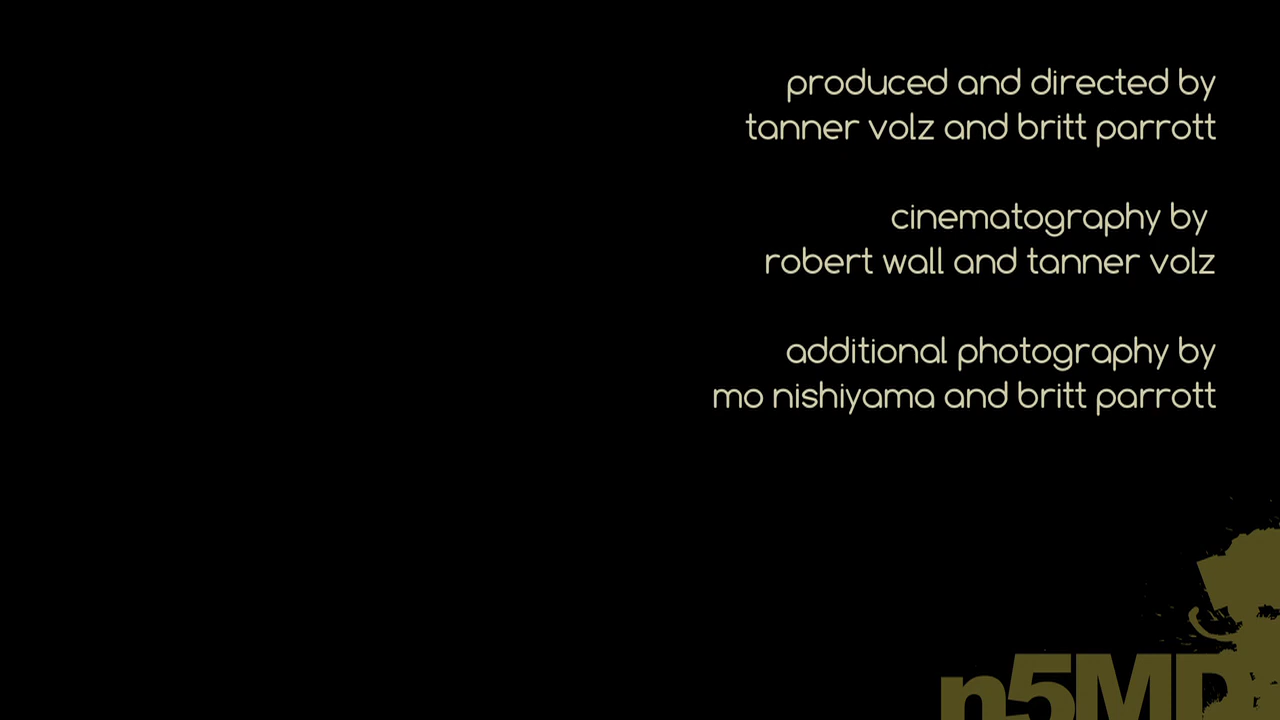 produced and directed by
tanner volz and britt parrott
cinematography by
robert wall and tanner volz
additional photography by
mo nishiyama and britt parrott
n5MD